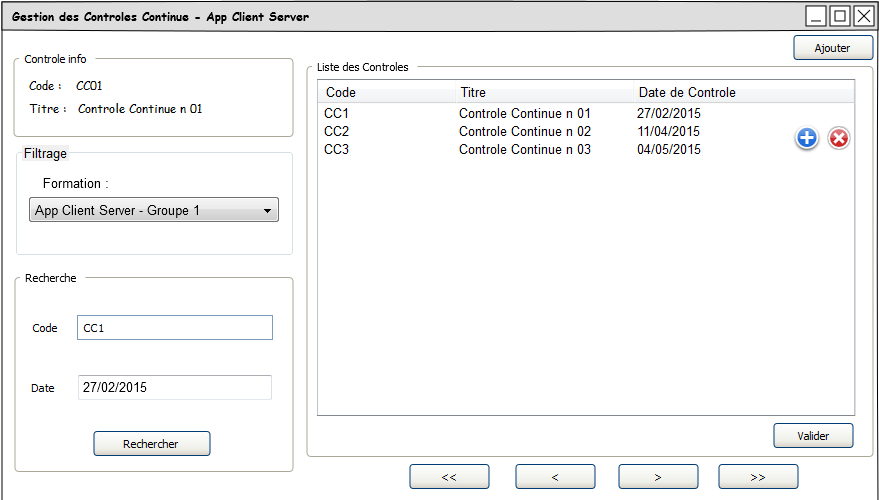 Gestion des Controles Continue - App Client Server
Ajouter
Controle info
Code : CC01
Titre : Controle Continue n 01
Filtrage
Formation :
App Client Server - Groupe 1
Recherche
Code CC1
Date 27/02/2015
Rechercher
Liste des Controles
Code Titre Date de Controle
CC1 Controle Continue n 01 27/02/2015
CC2 Controle Continue n 02 11/04/2015
CC3 Controle Continue n 03 04/05/2015
Valider
<< < > >>